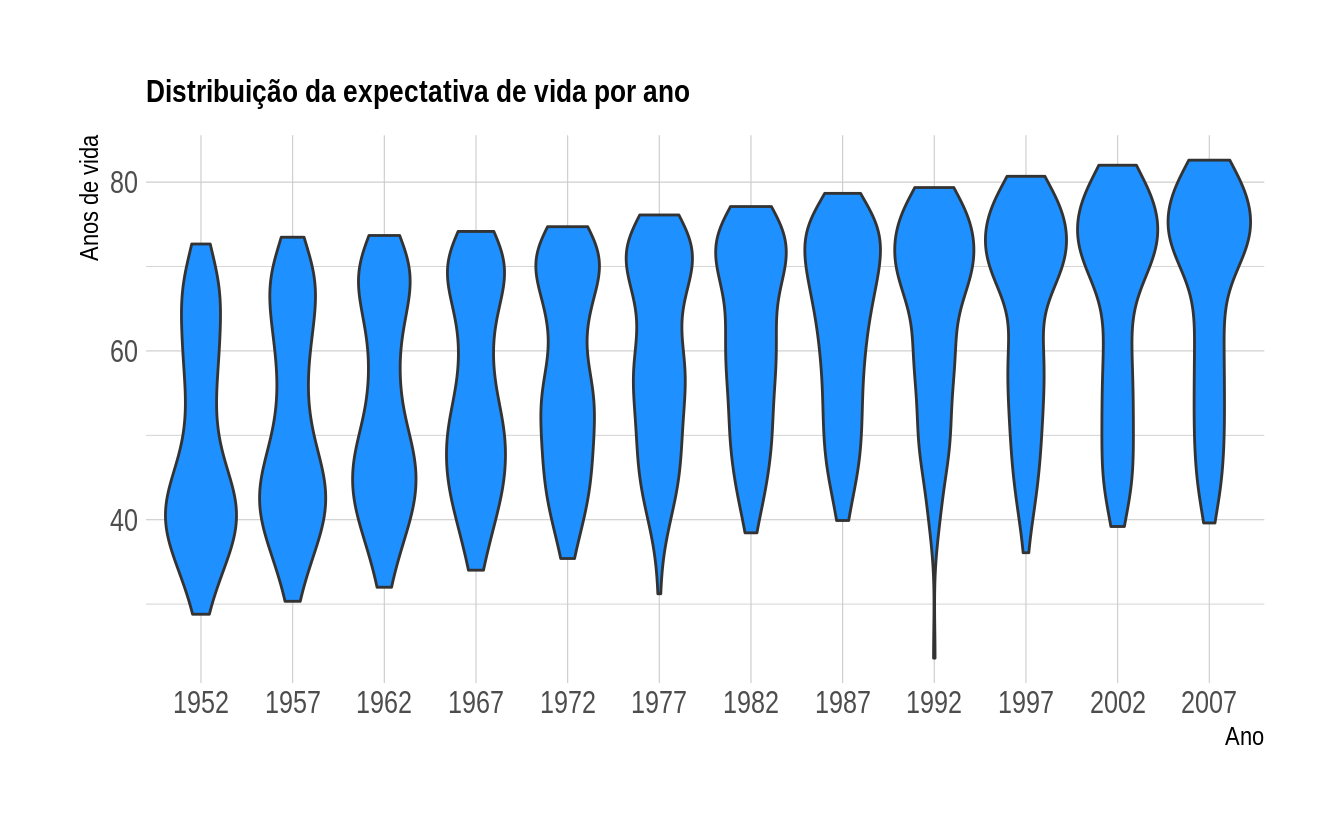 Distribuição da expectativa de vida por ano
Anos de vida
80
60
40
1952 1957 1962 1967 1972 1977 1982 1987 1992 1997 2002 2007
Ano